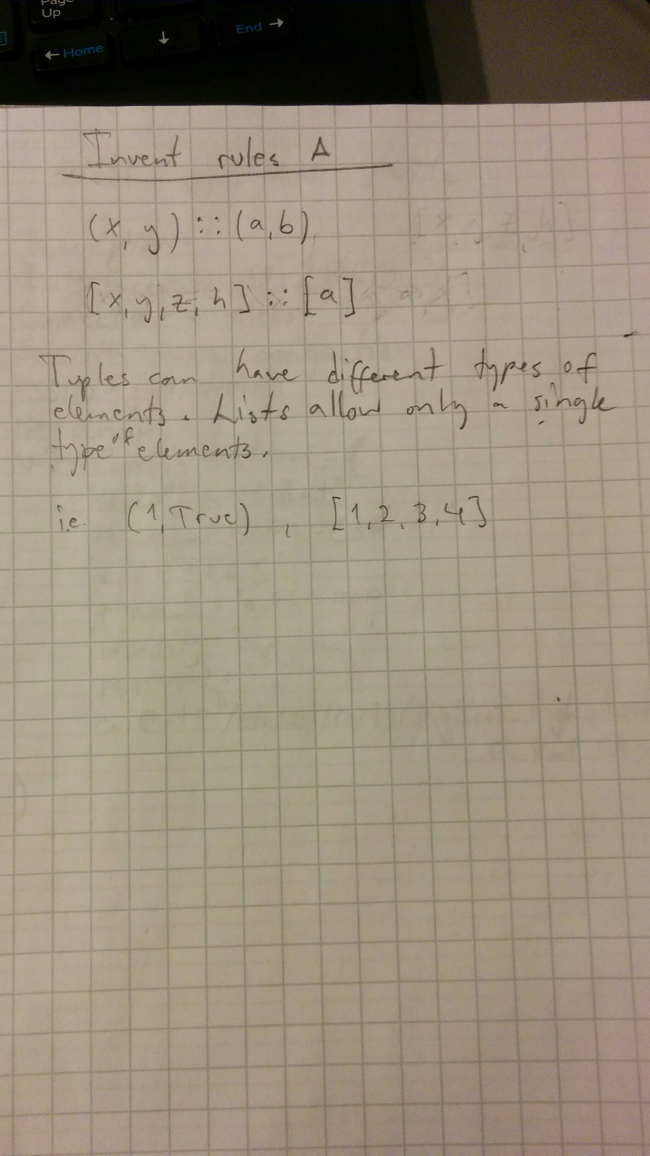 Page
Up
← Home
↓
End →
Invent rules A
(x, y) :: (a, b)
[x, y, z, h] :: [a]
Tuples can have different types of
elements. Lists allow only a single
type of elements.
ie (1, True) , [1, 2, 3, 4]